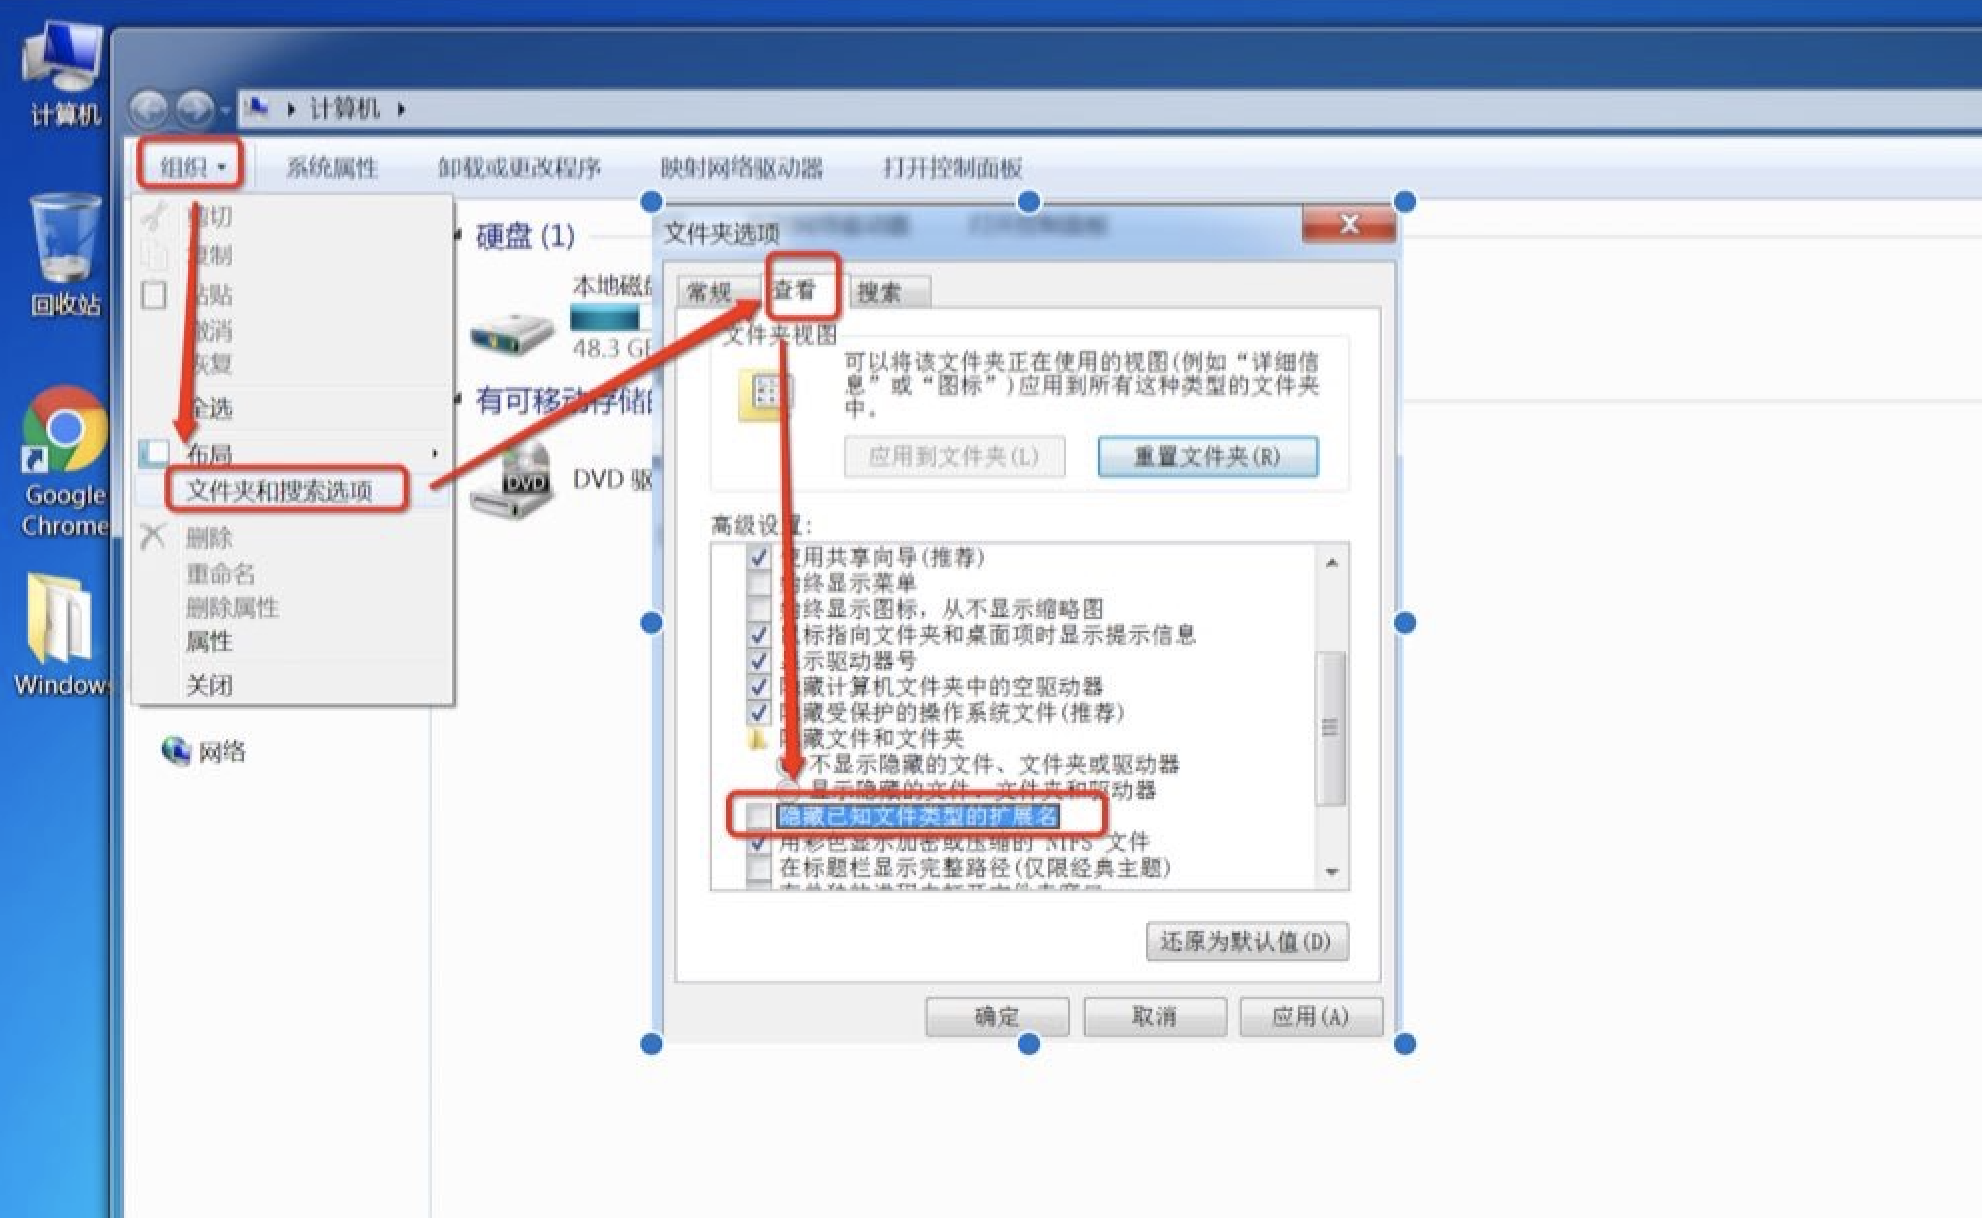 计算机
回收站
Google
Chrome
Windows
计算机
组织
系统属性
卸载或更改程序
映射网络驱动器
打开控制面板
剪切
复制
粘贴
撤消
恢复
全选
布局
文件夹和搜索选项
删除
重命名
删除属性
属性
关闭
网络
硬盘 (1)
本地磁
48.3 G
有可移动存储
DVD 驱
文件夹选项
常规
查看
搜索
文件夹视图
可以将该文件夹正在使用的视图(例如“详细信
息”或“图标”)应用到所有这种类型的文件夹
中。
应用到文件夹(L)
重置文件夹(R)
高级设置:
使用共享向导(推荐)
始终显示菜单
始终显示图标，从不显示缩略图
鼠标指向文件夹和桌面项时显示提示信息
显示驱动器号
隐藏计算机文件夹中的空驱动器
隐藏受保护的操作系统文件(推荐)
隐藏文件和文件夹
不显示隐藏的文件、文件夹或驱动器
显示隐藏的文件、文件夹和驱动器
隐藏已知文件类型的扩展名
用彩色显示加密或压缩的 NTFS 文件
在标题栏显示完整路径(仅限经典主题)
还原为默认值(D)
确定
取消
应用(A)